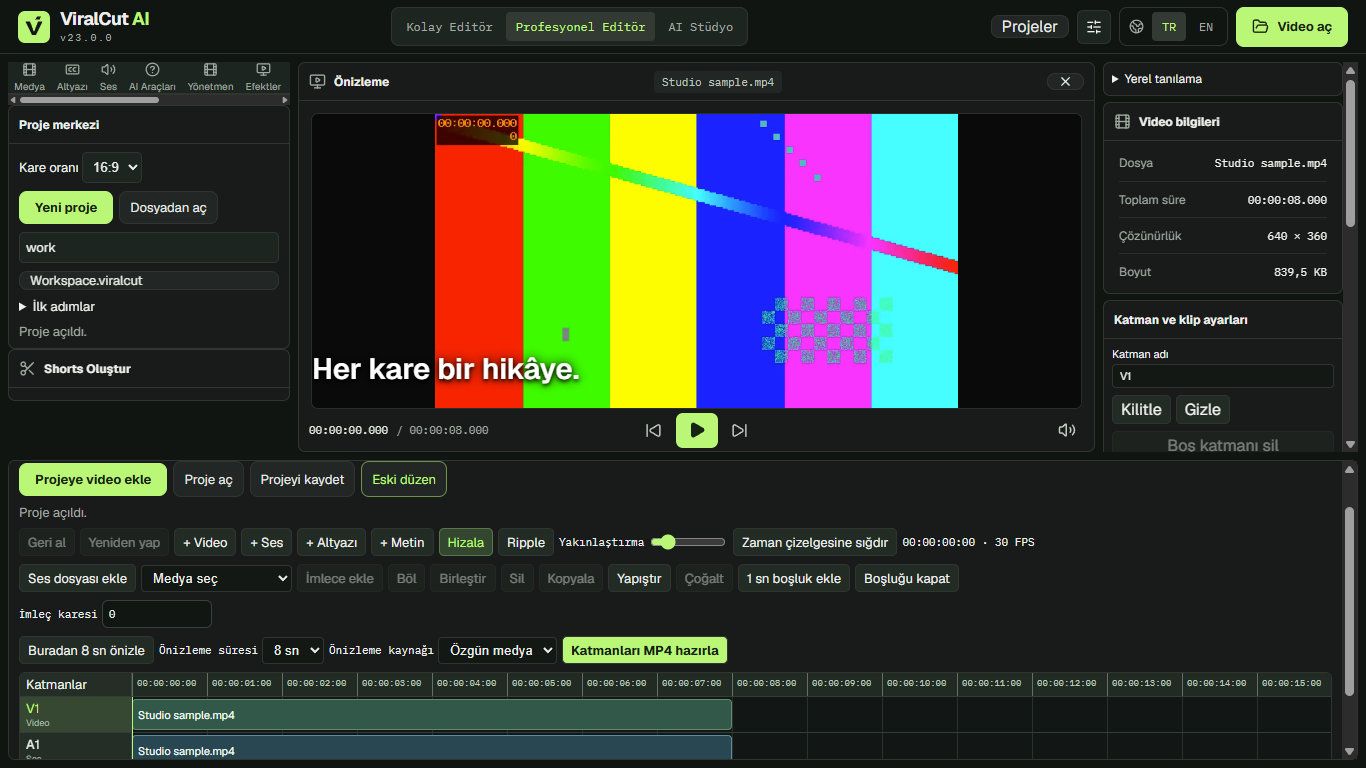 ViralCut AI
v23.0.0
Kolay Editör
Profesyonel Editör
AI Stüdyo
Projeler
TR
EN
Video aç
Medya
Altyazı
Ses
AI Araçları
Yönetmen
Efektler
Proje merkezi
Kare oranı 16:9
Yeni proje
Dosyadan aç
work
Workspace.viralcut
İlk adımlar
Proje açıldı.
Shorts Oluştur
Önizleme
Studio sample.mp4
00:00:00.000
0
Her kare bir hikâye.
00:00:00.000 / 00:00:08.000
Yerel tanılama
Video bilgileri
Dosya Studio sample.mp4
Toplam süre 00:00:08.000
Çözünürlük 640 × 360
Boyut 839,5 KB
Katman ve klip ayarları
Katman adı
V1
Kilitle
Gizle
Boş katmanı sil
Projeye video ekle
Proje aç
Projeyi kaydet
Eski düzen
Proje açıldı.
Geri al
Yeniden yap
+ Video
+ Ses
+ Altyazı
+ Metin
Hizala
Ripple
Yakınlaştırma
Zaman çizelgesine sığdır
00:00:00:00 · 30 FPS
Ses dosyası ekle
Medya seç
İmlece ekle
Böl
Birleştir
Sil
Kopyala
Yapıştır
Çoğalt
1 sn boşluk ekle
Boşluğu kapat
İmleç karesi 0
Buradan 8 sn önizle
Önizleme süresi 8 sn
Önizleme kaynağı Özgün medya
Katmanları MP4 hazırla
Katmanlar
00:00:00:00 00:00:01:00 00:00:02:00 00:00:03:00 00:00:04:00 00:00:05:00 00:00:06:00 00:00:07:00 00:00:08:00 00:00:09:00 00:00:10:00 00:00:11:00 00:00:12:00 00:00:13:00 00:00:14:00 00:00:15:00
V1
Video
Studio sample.mp4
A1
Ses
Studio sample.mp4